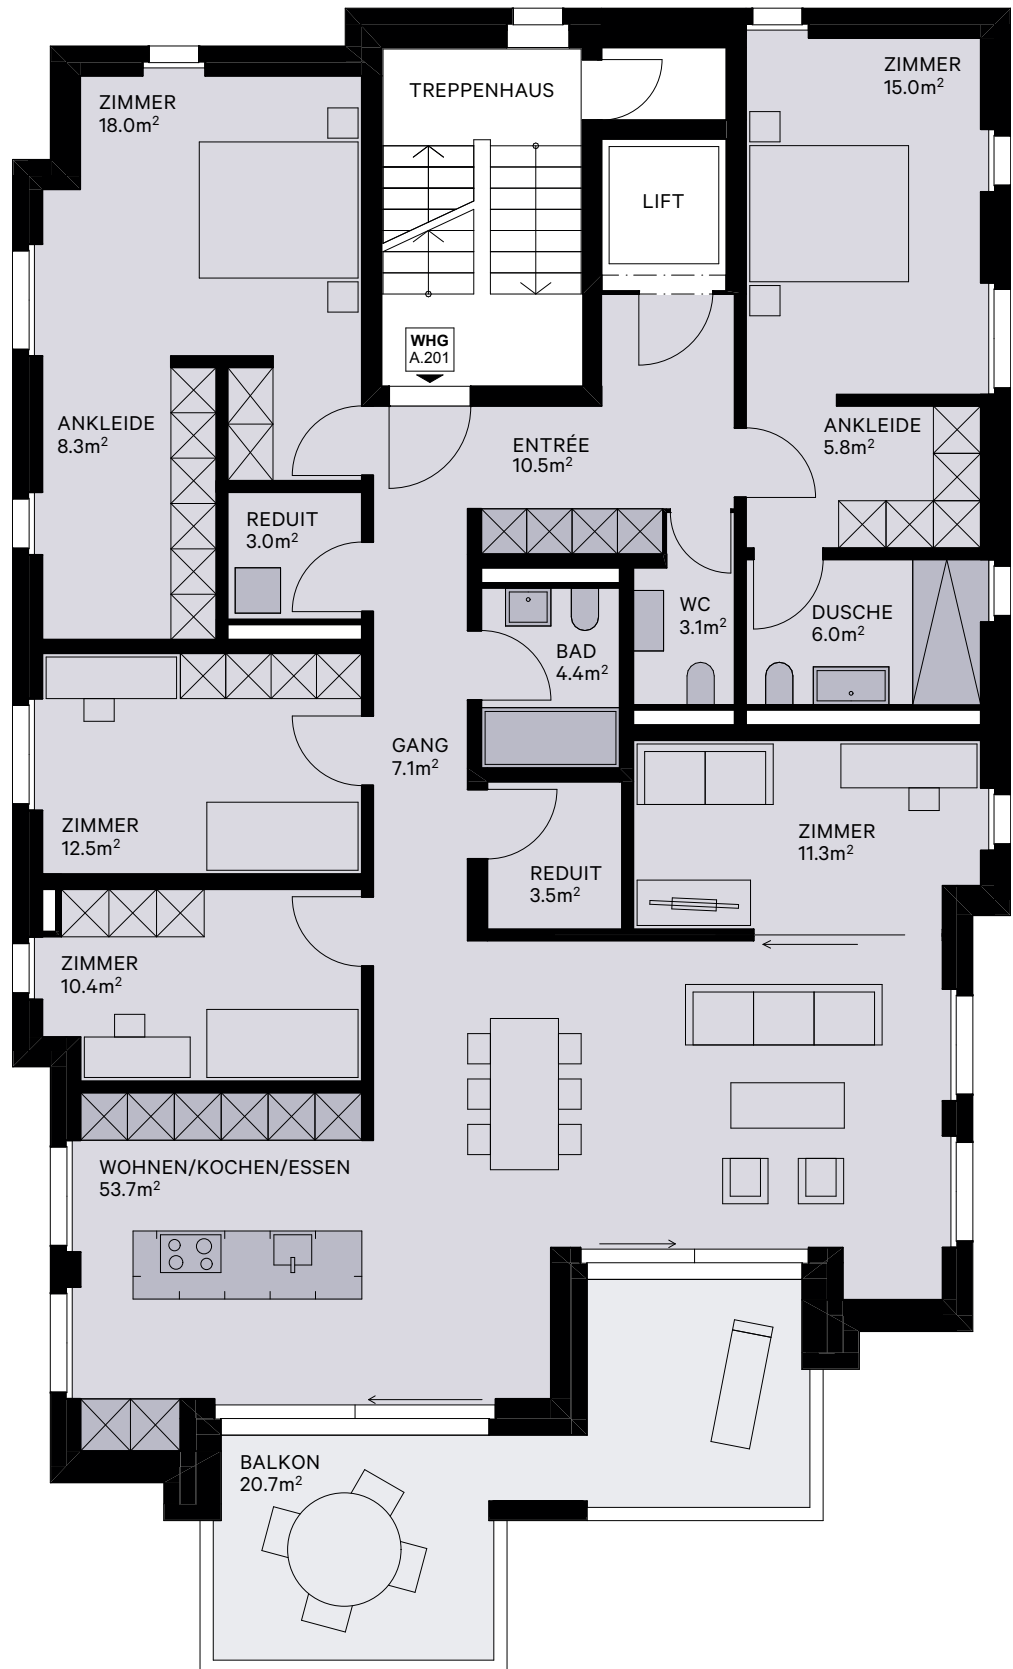 TREPPENHAUS
ZIMMER
15.0m²
ZIMMER
18.0m²
LIFT
WHG
A.201
ANKLEIDE
8.3m²
ANKLEIDE
5.8m²
ENTRÉE
10.5m²
REDUIT
3.0m²
WC
3.1m²
DUSCHE
6.0m²
BAD
4.4m²
GANG
7.1m²
ZIMMER
12.5m²
ZIMMER
11.3m²
REDUIT
3.5m²
ZIMMER
10.4m²
WOHNEN/KOCHEN/ESSEN
53.7m²
BALKON
20.7m²